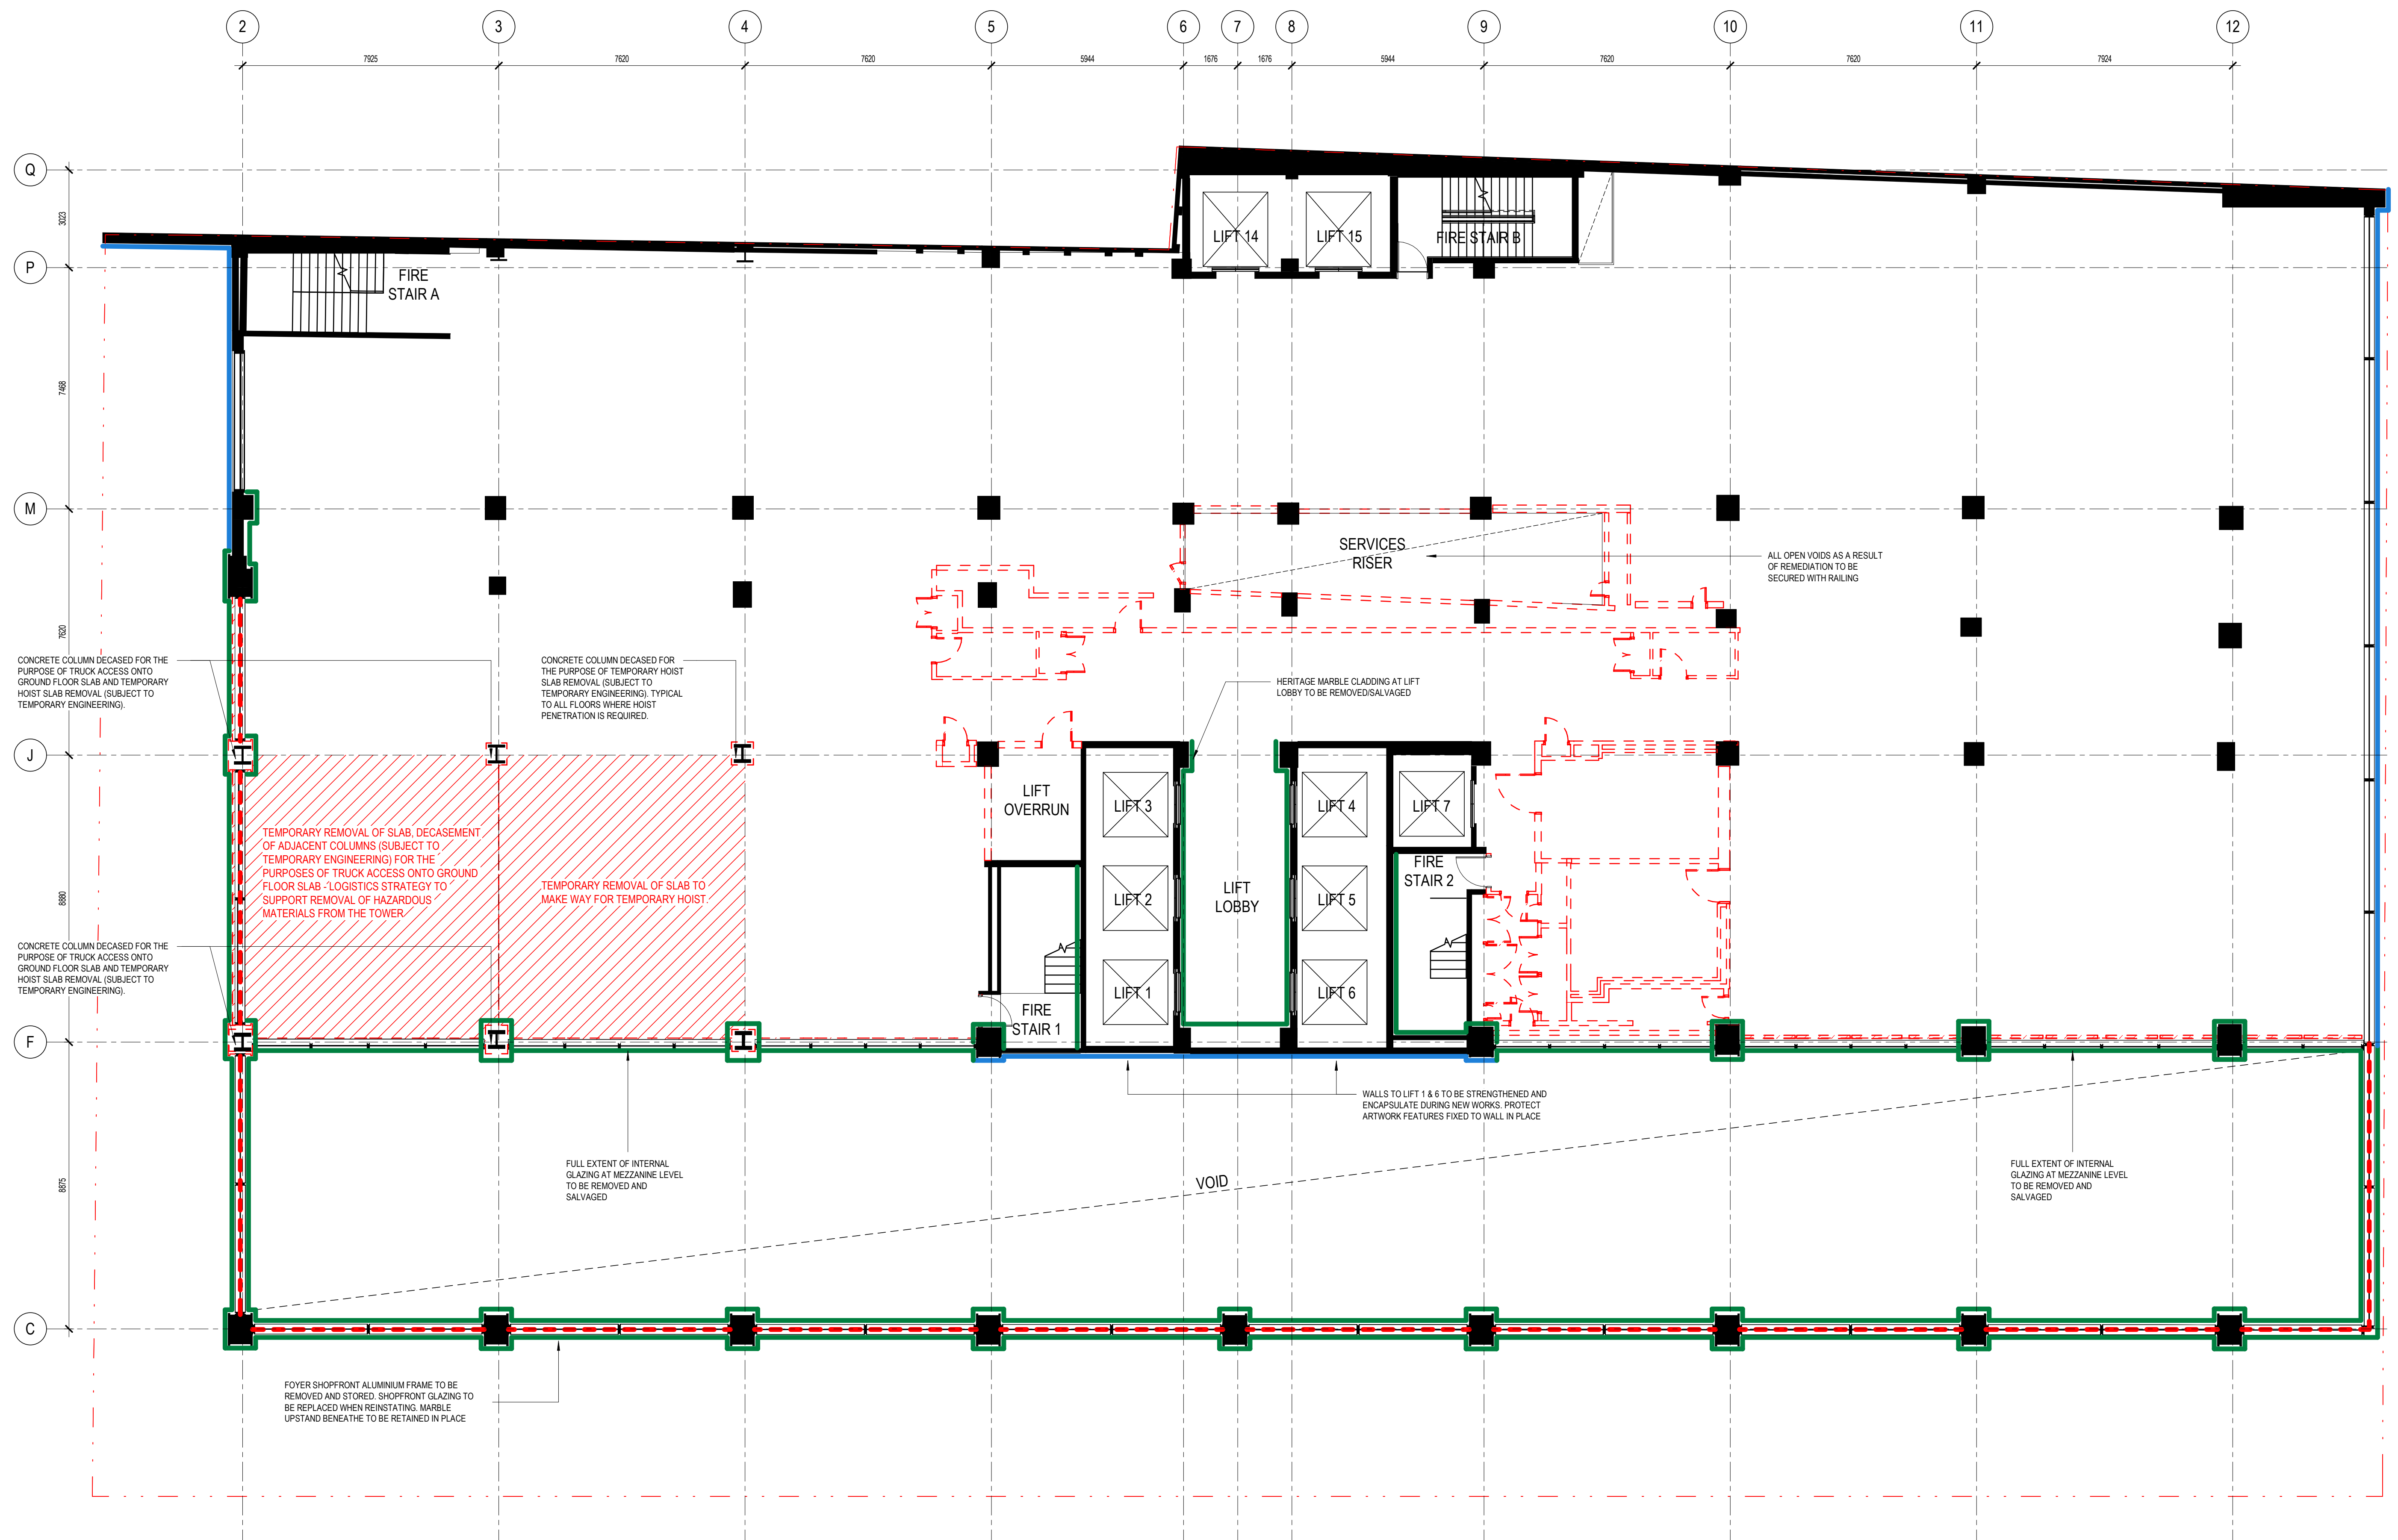 2
3
4
5
6
7
8
9
10
11
12
7925
7620
7620
5944
1676
1676
5944
7620
7620
7924
Q
P
M
J
F
C
3023
7468
7620
8880
8875
LIFT 14
LIFT 15
FIRE STAIR B
FIRE
STAIR A
SERVICES
RISER
ALL OPEN VOIDS AS A RESULT
OF REMEDIATION TO BE
SECURED WITH RAILING
CONCRETE COLUMN DECASED FOR THE
PURPOSE OF TRUCK ACCESS ONTO
GROUND FLOOR SLAB AND TEMPORARY
HOIST SLAB REMOVAL (SUBJECT TO
TEMPORARY ENGINEERING).
CONCRETE COLUMN DECASED FOR
THE PURPOSE OF TEMPORARY HOIST
SLAB REMOVAL (SUBJECT TO
TEMPORARY ENGINEERING). TYPICAL
TO ALL FLOORS WHERE HOIST
PENETRATION IS REQUIRED.
HERITAGE MARBLE CLADDING AT LIFT
LOBBY TO BE REMOVED/SALVAGED
LIFT
OVERRUN
LIFT 3
LIFT 4
LIFT 7
TEMPORARY REMOVAL OF SLAB, DECASEMENT
OF ADJACENT COLUMNS (SUBJECT TO
TEMPORARY ENGINEERING) FOR THE
PURPOSES OF TRUCK ACCESS ONTO GROUND
FLOOR SLAB - LOGISTICS STRATEGY TO
SUPPORT REMOVAL OF HAZARDOUS
MATERIALS FROM THE TOWER
TEMPORARY REMOVAL OF SLAB TO
MAKE WAY FOR TEMPORARY HOIST.
FIRE
STAIR 2
LIFT 2
LIFT
LOBBY
LIFT 5
CONCRETE COLUMN DECASED FOR THE
PURPOSE OF TRUCK ACCESS ONTO
GROUND FLOOR SLAB AND TEMPORARY
HOIST SLAB REMOVAL (SUBJECT TO
TEMPORARY ENGINEERING).
LIFT 1
LIFT 6
FIRE
STAIR 1
WALLS TO LIFT 1 & 6 TO BE STRENGTHENED AND
ENCAPSULATE DURING NEW WORKS. PROTECT
ARTWORK FEATURES FIXED TO WALL IN PLACE
FULL EXTENT OF INTERNAL
GLAZING AT MEZZANINE LEVEL
TO BE REMOVED AND
SALVAGED
VOID
FULL EXTENT OF INTERNAL
GLAZING AT MEZZANINE LEVEL
TO BE REMOVED AND
SALVAGED
FOYER SHOPFRONT ALUMINIUM FRAME TO BE
REMOVED AND STORED. SHOPFRONT GLAZING TO
BE REPLACED WHEN REINSTATING. MARBLE
UPSTAND BENEATHE TO BE RETAINED IN PLACE